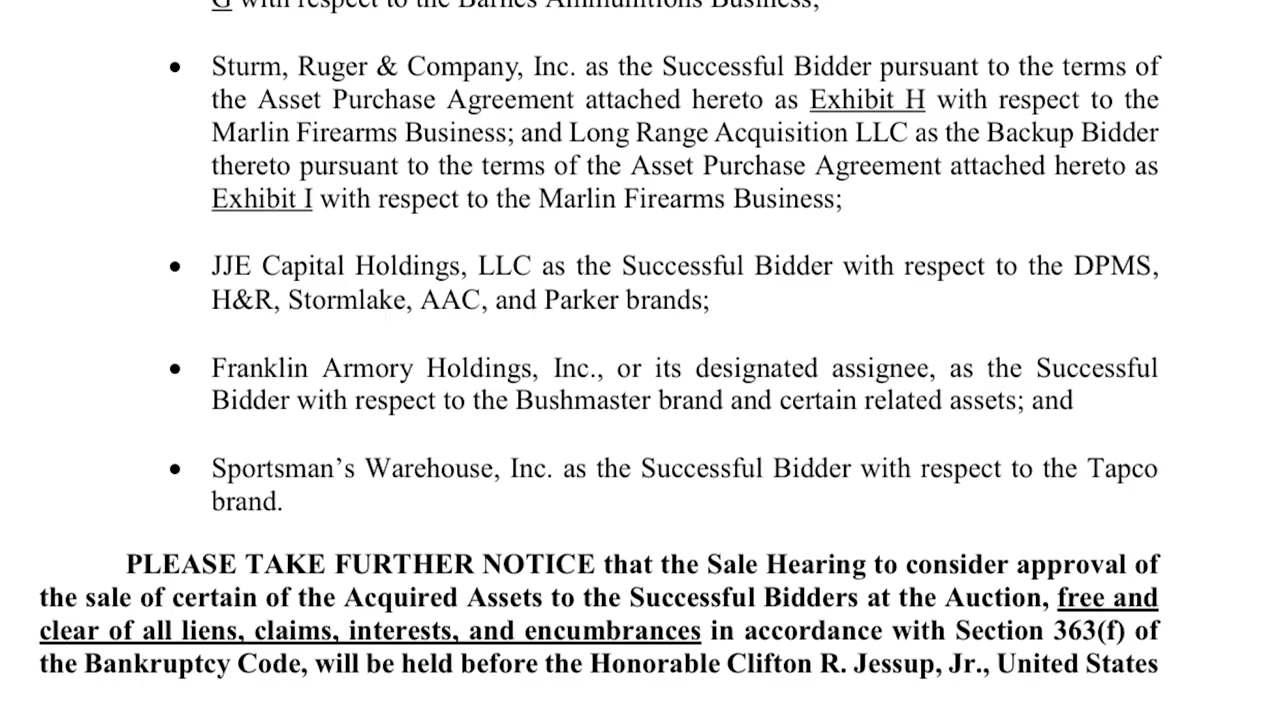 G with respect to the Barnes Ammunitions Business;
• Sturm, Ruger & Company, Inc. as the Successful Bidder pursuant to the terms of
the Asset Purchase Agreement attached hereto as Exhibit H with respect to the
Marlin Firearms Business; and Long Range Acquisition LLC as the Backup Bidder
thereto pursuant to the terms of the Asset Purchase Agreement attached hereto as
Exhibit I with respect to the Marlin Firearms Business;
• JJE Capital Holdings, LLC as the Successful Bidder with respect to the DPMS,
H&R, Stormlake, AAC, and Parker brands;
• Franklin Armory Holdings, Inc., or its designated assignee, as the Successful
Bidder with respect to the Bushmaster brand and certain related assets; and
• Sportsman’s Warehouse, Inc. as the Successful Bidder with respect to the Tapco
brand.
PLEASE TAKE FURTHER NOTICE that the Sale Hearing to consider approval of
the sale of certain of the Acquired Assets to the Successful Bidders at the Auction, free and
clear of all liens, claims, interests, and encumbrances in accordance with Section 363(f) of
the Bankruptcy Code, will be held before the Honorable Clifton R. Jessup, Jr., United States